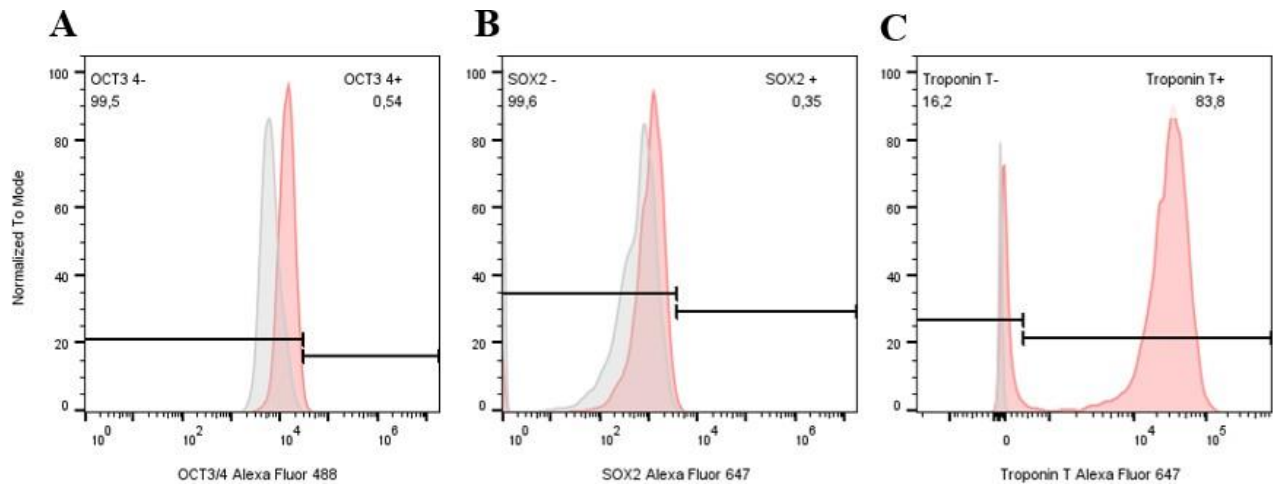 A
B
C
OCT3 4-
99,5
OCT3 4+
0,54
SOX2 -
99,6
SOX2 +
0,35
Troponin T-
16,2
Troponin T+
83,8
Normalized To Mode
100
80
60
40
20
0
100
80
60
40
20
0
100
80
60
40
20
0
10^0 10^2 10^4 10^6
10^0 10^2 10^4 10^6
0 10^4 10^5
OCT3/4 Alexa Fluor 488
SOX2 Alexa Fluor 647
Troponin T Alexa Fluor 647